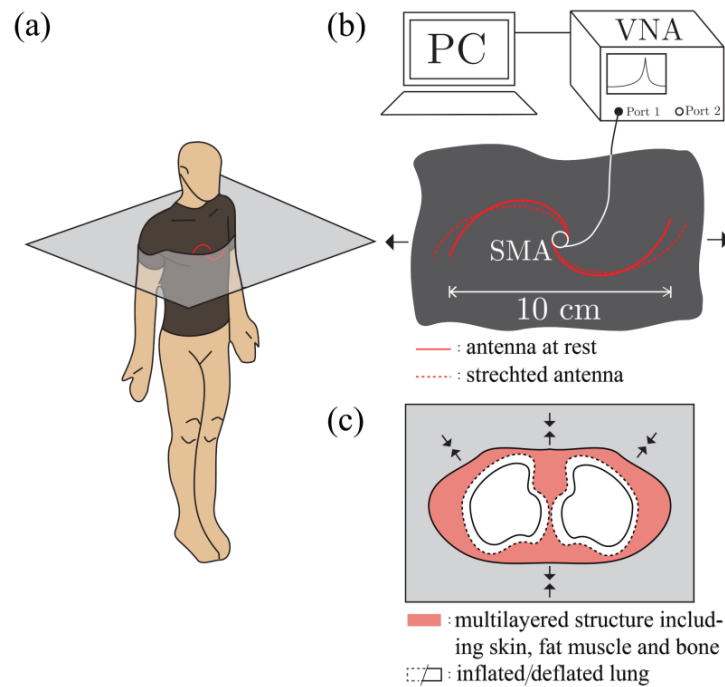 (a)
(b)
PC
VNA
Port 1
Port 2
SMA
10 cm
: antenna at rest
: strechted antenna
(c)
: multilayered structure includ-
ing skin, fat muscle and bone
: inflated/deflated lung